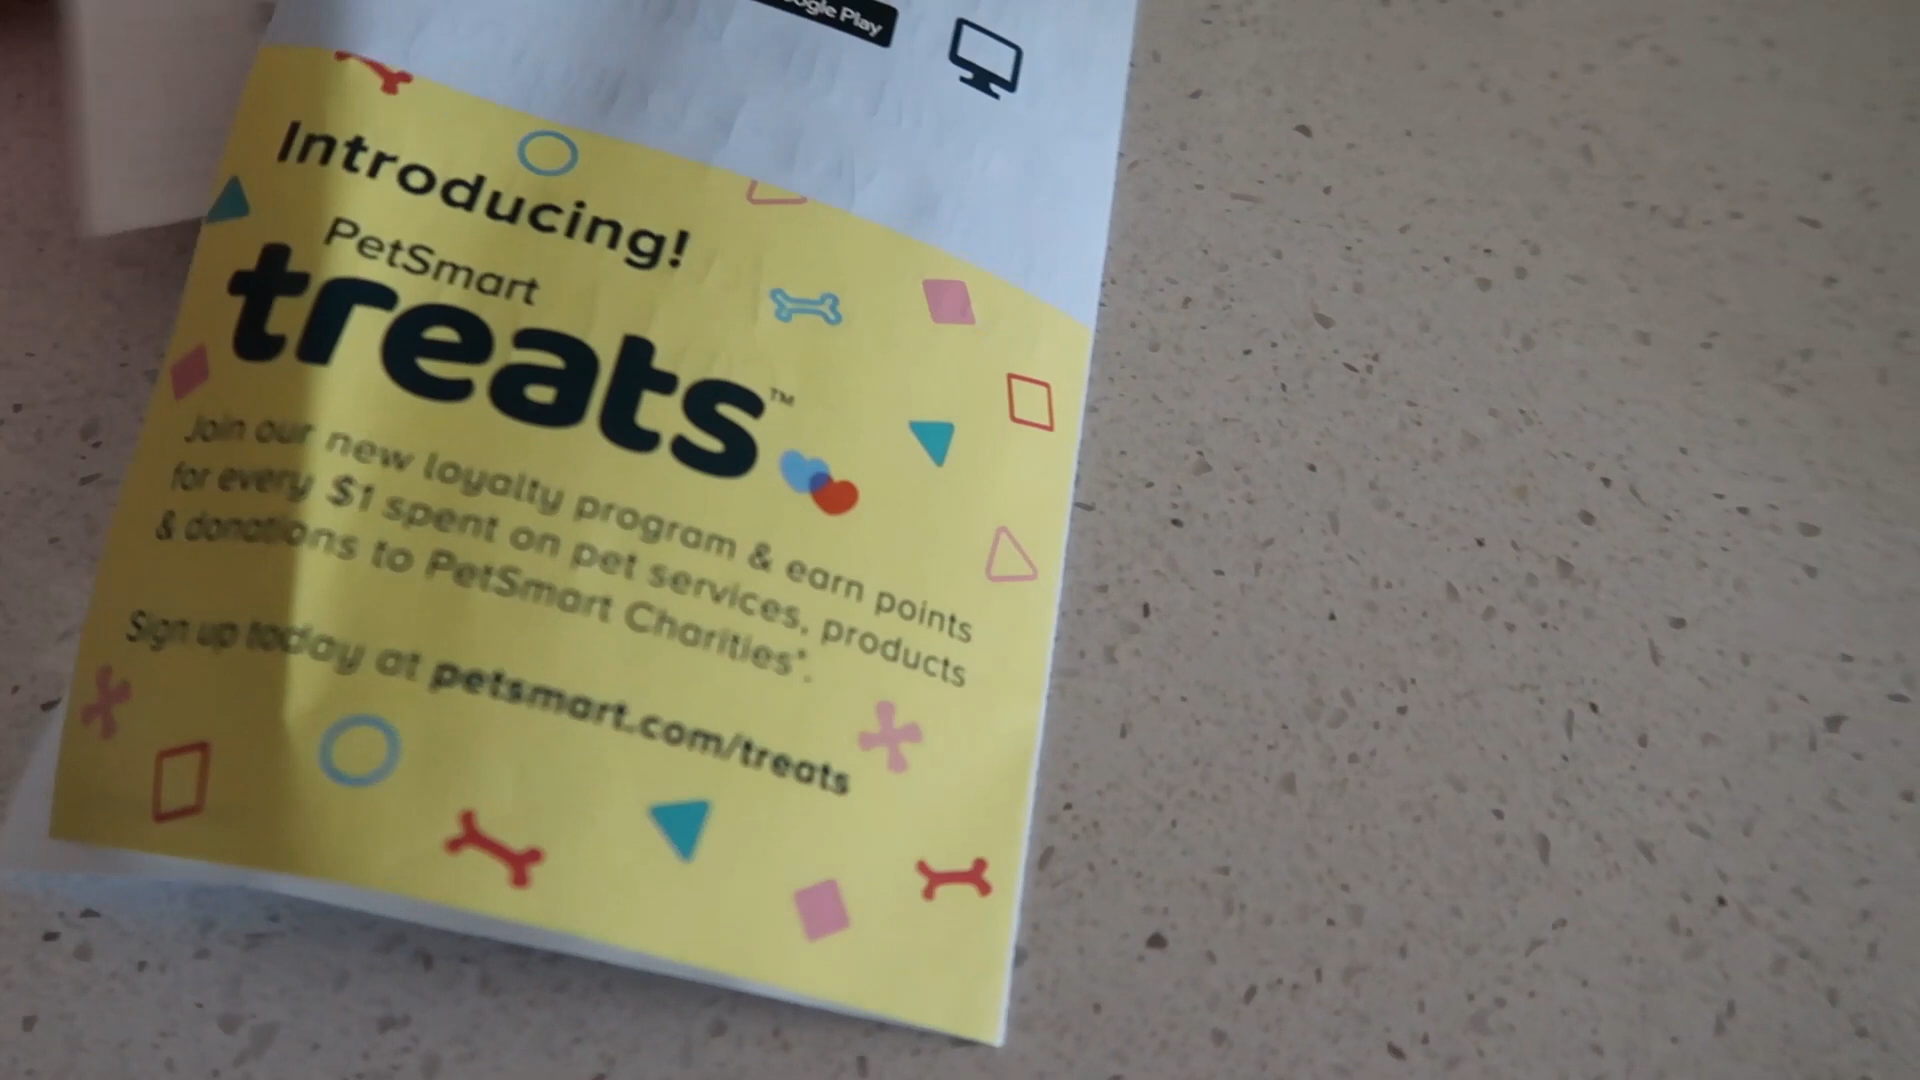 Google Play
Introducing!
PetSmart
treats™
Join our new loyalty program & earn points
for every $1 spent on pet services, products
& donations to PetSmart Charities®.
Sign up today at petsmart.com/treats